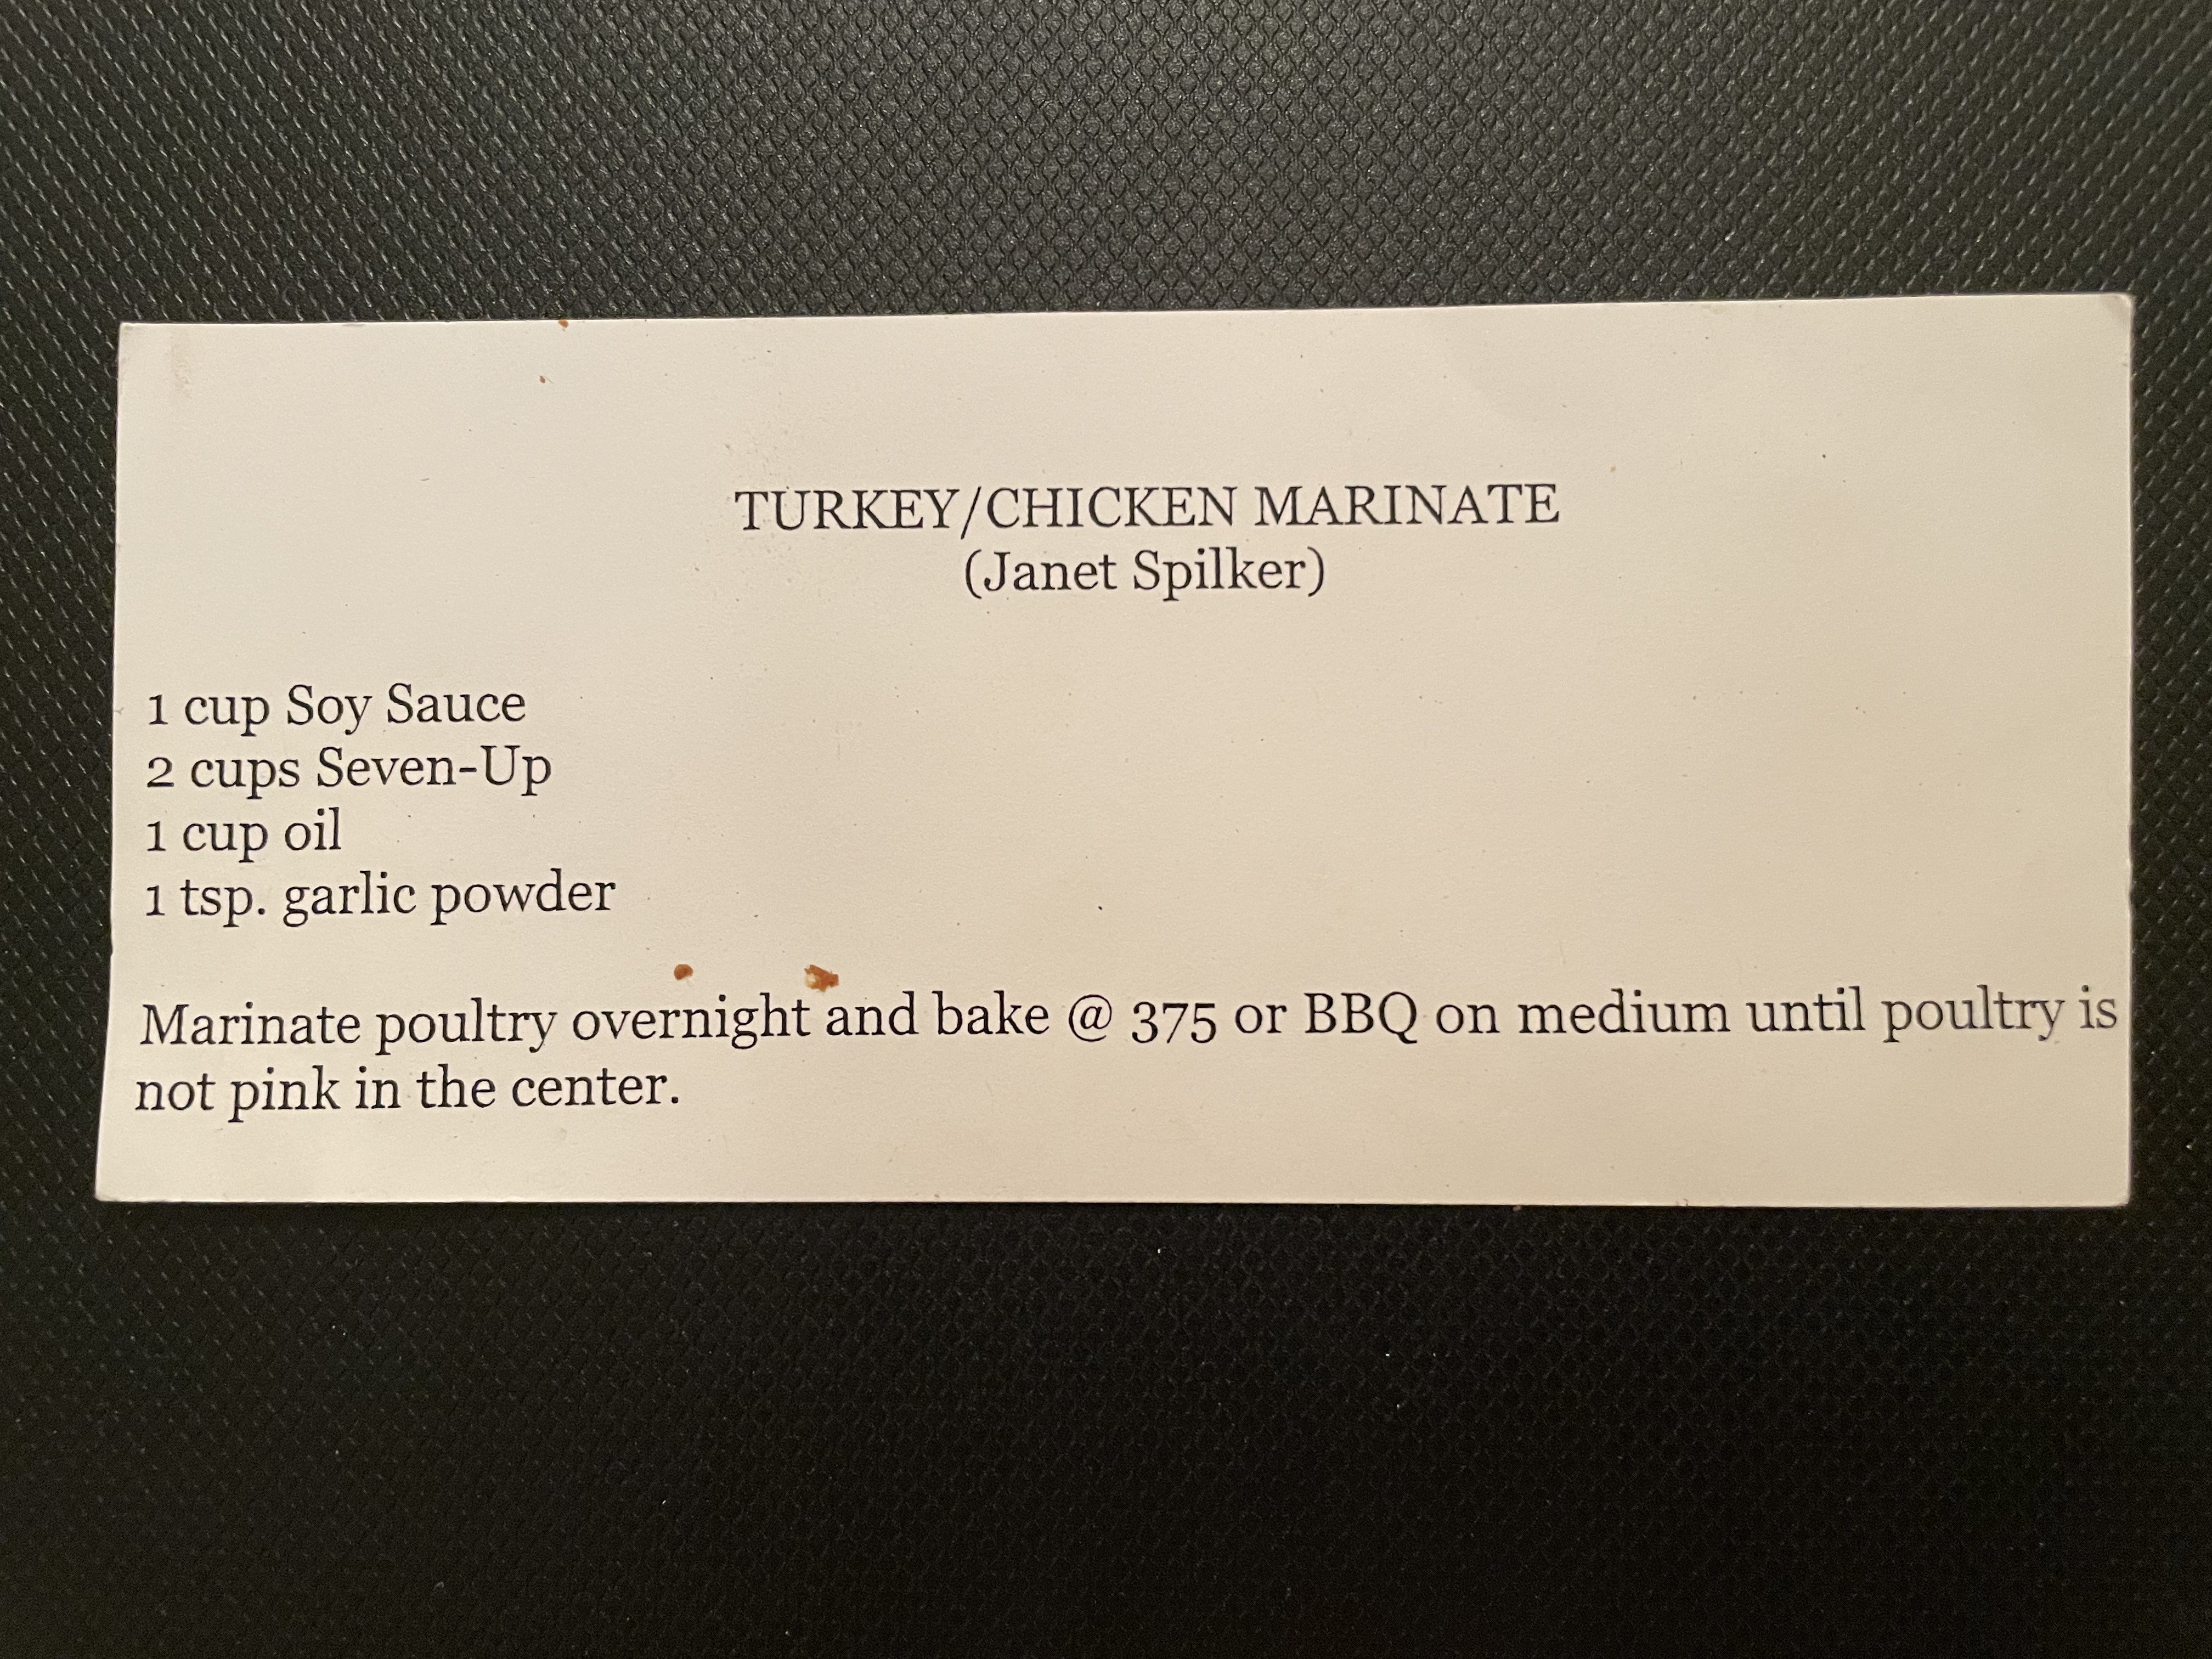 TURKEY/CHICKEN MARINATE
(Janet Spilker)
1 cup Soy Sauce
2 cups Seven-Up
1 cup oil
1 tsp. garlic powder
Marinate poultry overnight and bake @ 375 or BBQ on medium until poultry is
not pink in the center.